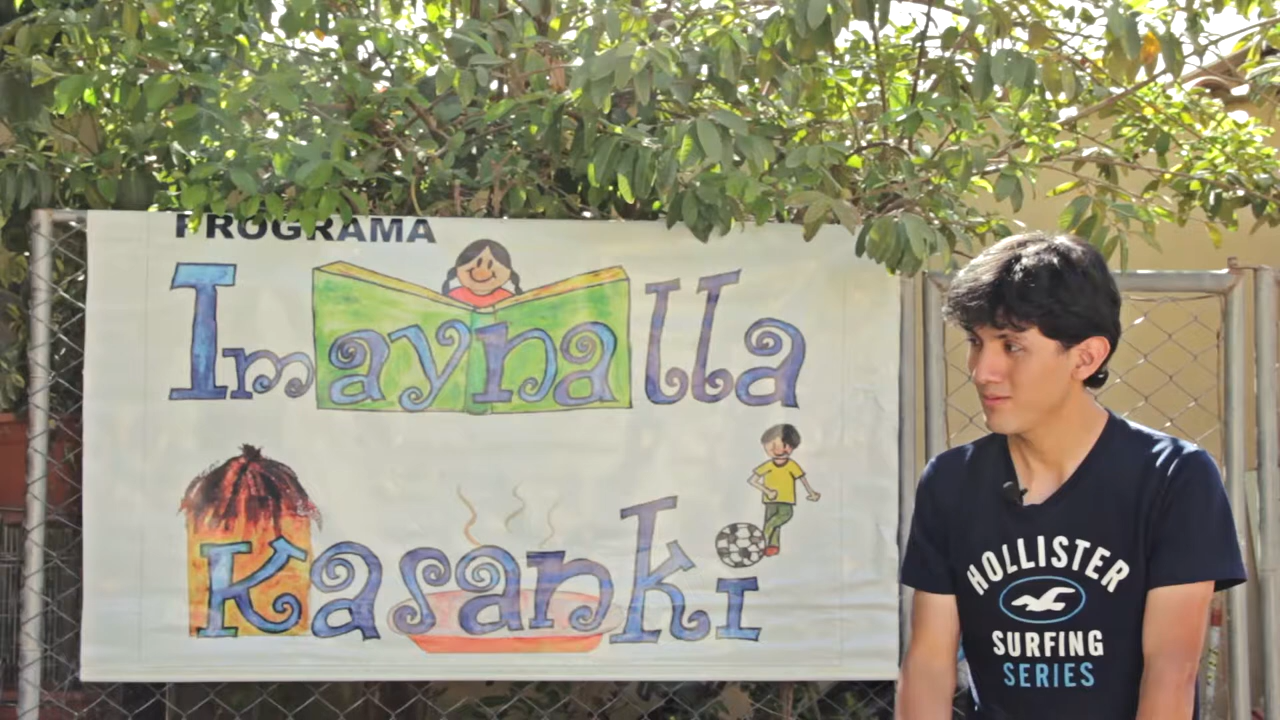 PROGRAMA
Imaynalla
Kasanki
HOLLISTER
SURFING
SERIES